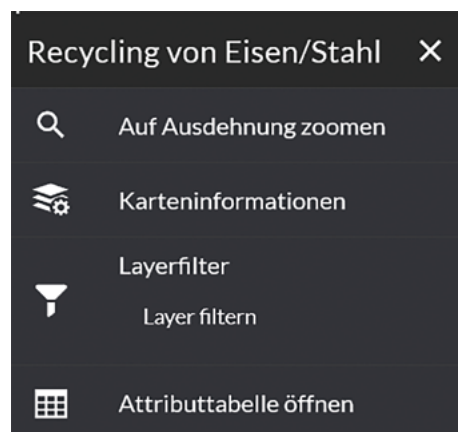 Recycling von Eisen/Stahl
Auf Ausdehnung zoomen
Karteninformationen
Layerfilter
Layer filtern
Attributtabelle öffnen